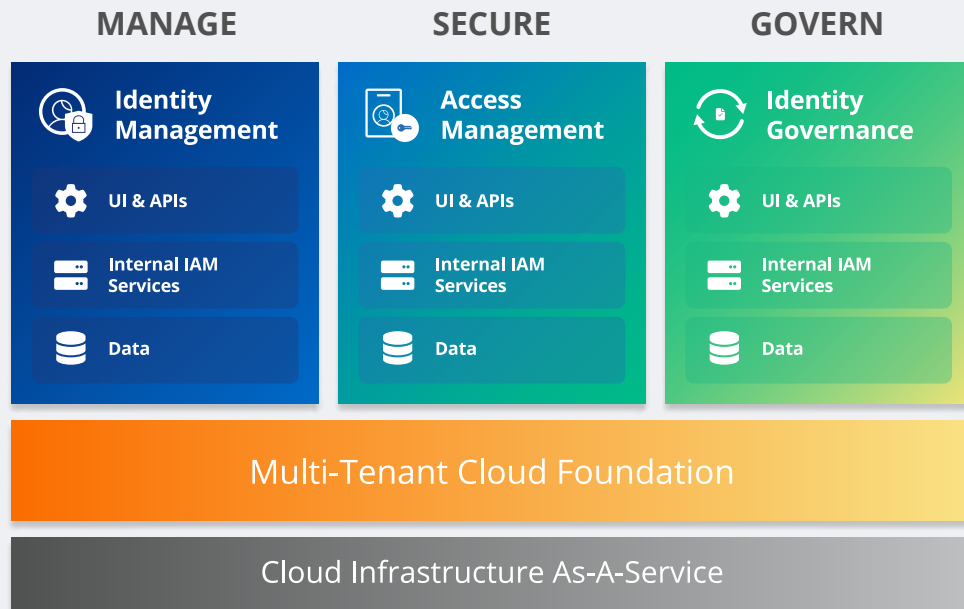 MANAGE
SECURE
GOVERN
Identity
Management
UI & APIs
Internal IAM
Services
Data
Access
Management
UI & APIs
Internal IAM
Services
Data
Identity
Governance
UI & APIs
Internal IAM
Services
Data
Multi-Tenant Cloud Foundation
Cloud Infrastructure As-A-Service